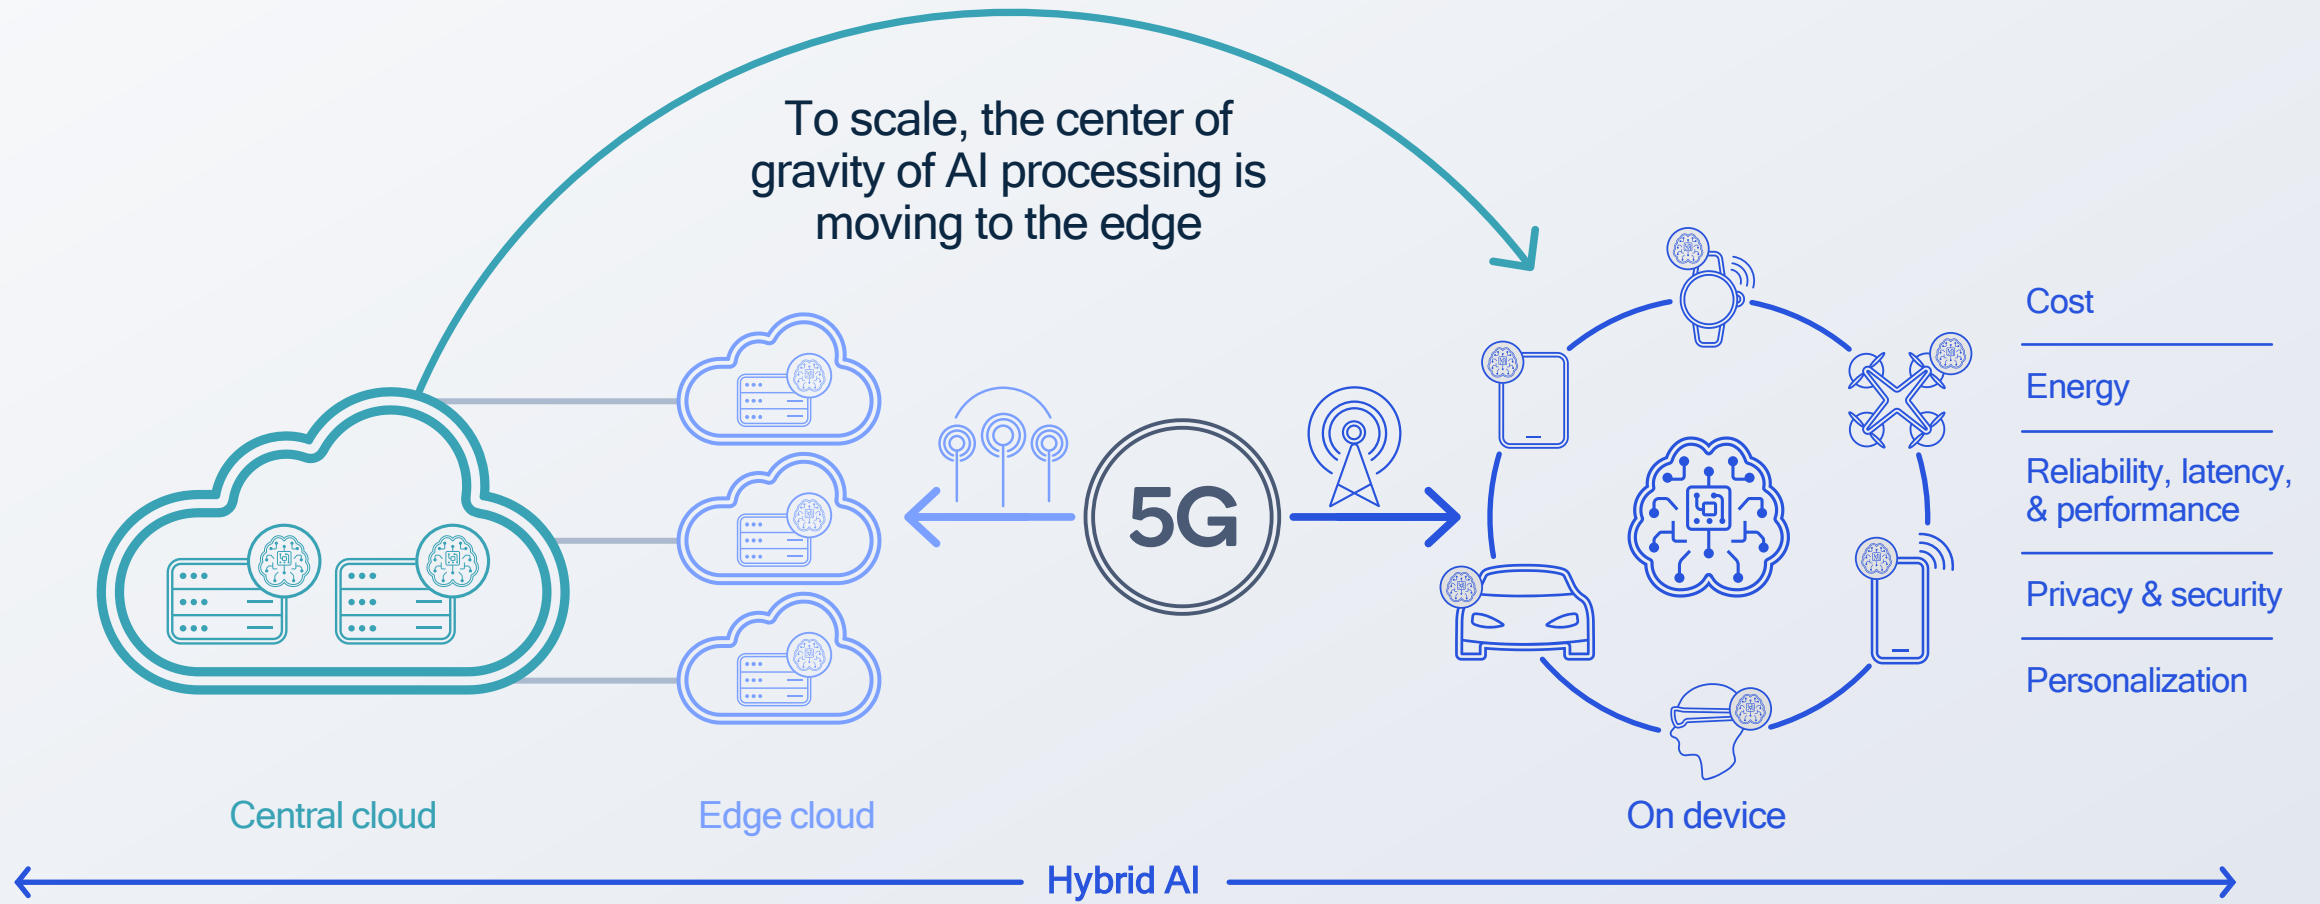 To scale, the center of
gravity of AI processing is
moving to the edge
5G
Cost
Energy
Reliability, latency,
& performance
Privacy & security
Personalization
Central cloud
Edge cloud
On device
Hybrid AI